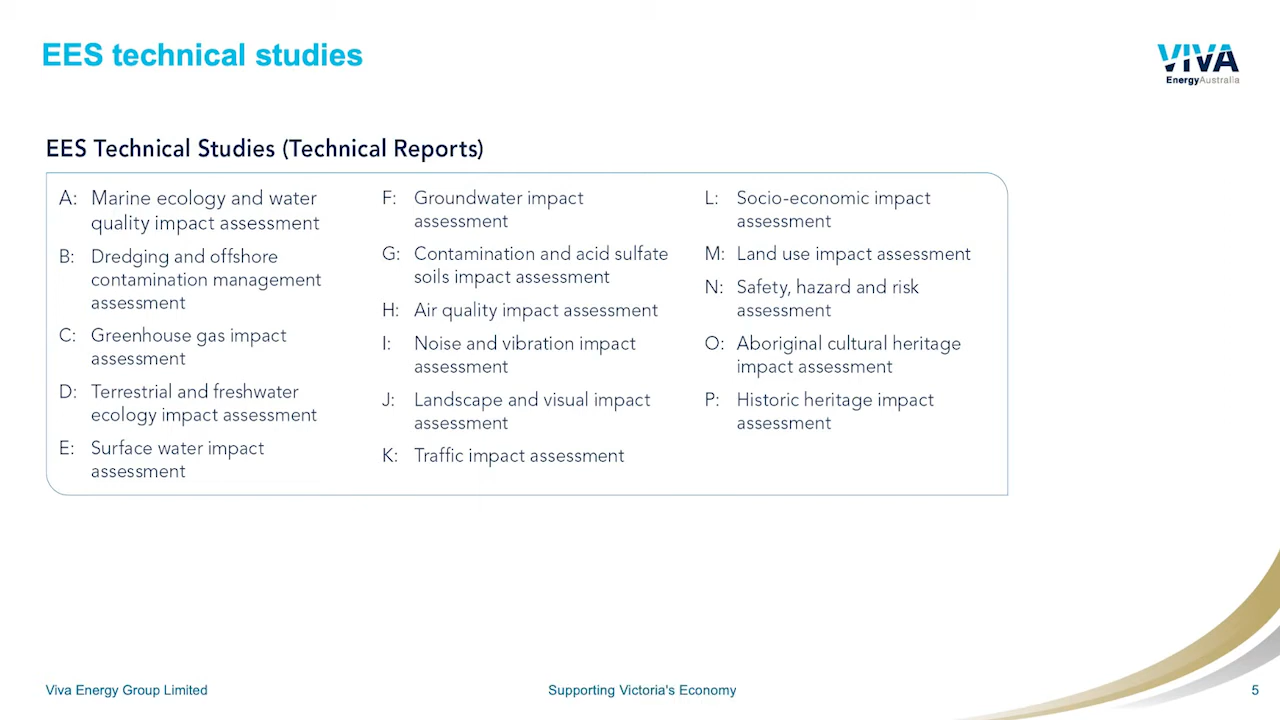 EES technical studies
VIVA
EnergyAustralia
EES Technical Studies (Technical Reports)
A: Marine ecology and water
quality impact assessment
B: Dredging and offshore
contamination management
assessment
C: Greenhouse gas impact
assessment
D: Terrestrial and freshwater
ecology impact assessment
E: Surface water impact
assessment
F: Groundwater impact
assessment
G: Contamination and acid sulfate
soils impact assessment
H: Air quality impact assessment
I: Noise and vibration impact
assessment
J: Landscape and visual impact
assessment
K: Traffic impact assessment
L: Socio-economic impact
assessment
M: Land use impact assessment
N: Safety, hazard and risk
assessment
O: Aboriginal cultural heritage
impact assessment
P: Historic heritage impact
assessment
Viva Energy Group Limited
Supporting Victoria's Economy
5